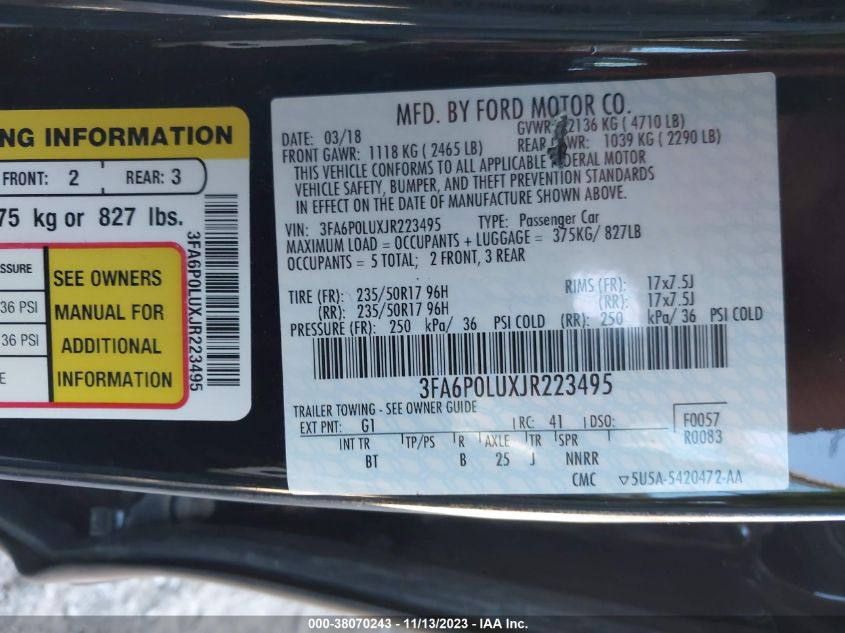 NG INFORMATION
FRONT: 2 REAR: 3
75 kg or 827 lbs.
SSURE
36 PSI
36 PSI
E
SEE OWNERS
MANUAL FOR
ADDITIONAL
INFORMATION
3FA6P0LUXJR223495
MFD. BY FORD MOTOR CO.
DATE: 03/18 GVWR: 2136 KG ( 4710 LB)
FRONT GAWR: 1118 KG ( 2465 LB) REAR WR: 1039 KG ( 2290 LB)
THIS VEHICLE CONFORMS TO ALL APPLICABLE DERAL MOTOR
VEHICLE SAFETY, BUMPER, AND THEFT PREVENTION STANDARDS
IN EFFECT ON THE DATE OF MANUFACTURE SHOWN ABOVE.
VIN: 3FA6P0LUXJR223495 TYPE: Passenger Car
MAXIMUM LOAD = OCCUPANTS + LUGGAGE = 375KG/ 827LB
OCCUPANTS = 5 TOTAL; 2 FRONT, 3 REAR
TIRE (FR): 235/50R17 96H RIMS (FR): 17x7.5J
(RR): 235/50R17 96H (RR): 17x7.5J
PRESSURE (FR): 250 kPa/ 36 PSI COLD (RR): 250 kPa/ 36 PSI COLD
3FA6P0LUXJR223495
TRAILER TOWING - SEE OWNER GUIDE
EXT PNT: G1 RC: 41 DSO: F0057
R0083
INT TR TP/PS R AXLE TR SPR
BT B 25 J NNRR
CMC ▽5U5A-5420472-AA
000-38070243 - 11/13/2023 - IAAI Inc.